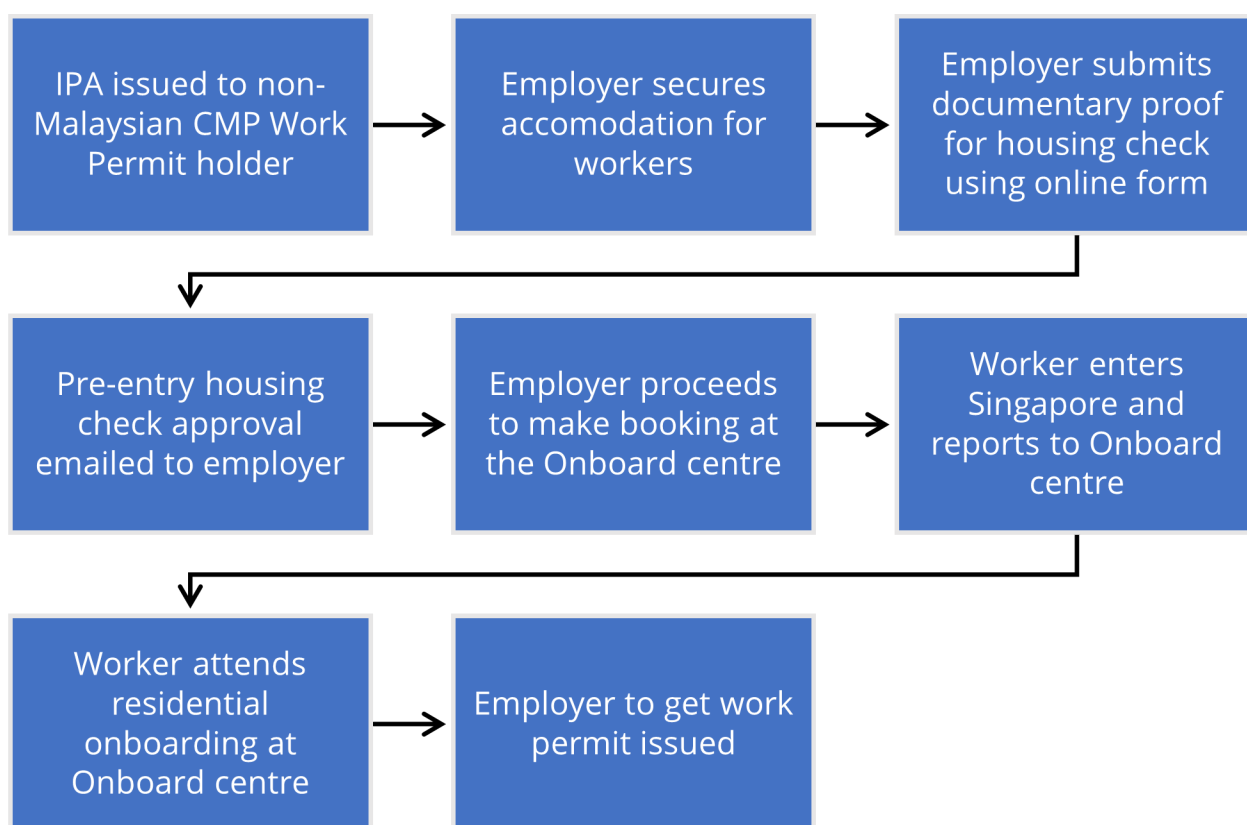 IPA issued to non-
Malaysian CMP Work
Permit holder
Employer secures
accomodation for
workers
Employer submits
documentary proof
for housing check
using online form
Pre-entry housing
check approval
emailed to employer
Employer proceeds
to make booking at
the Onboard centre
Worker enters
Singapore and
reports to Onboard
centre
Worker attends
residential
onboarding at
Onboard centre
Employer to get work
permit issued